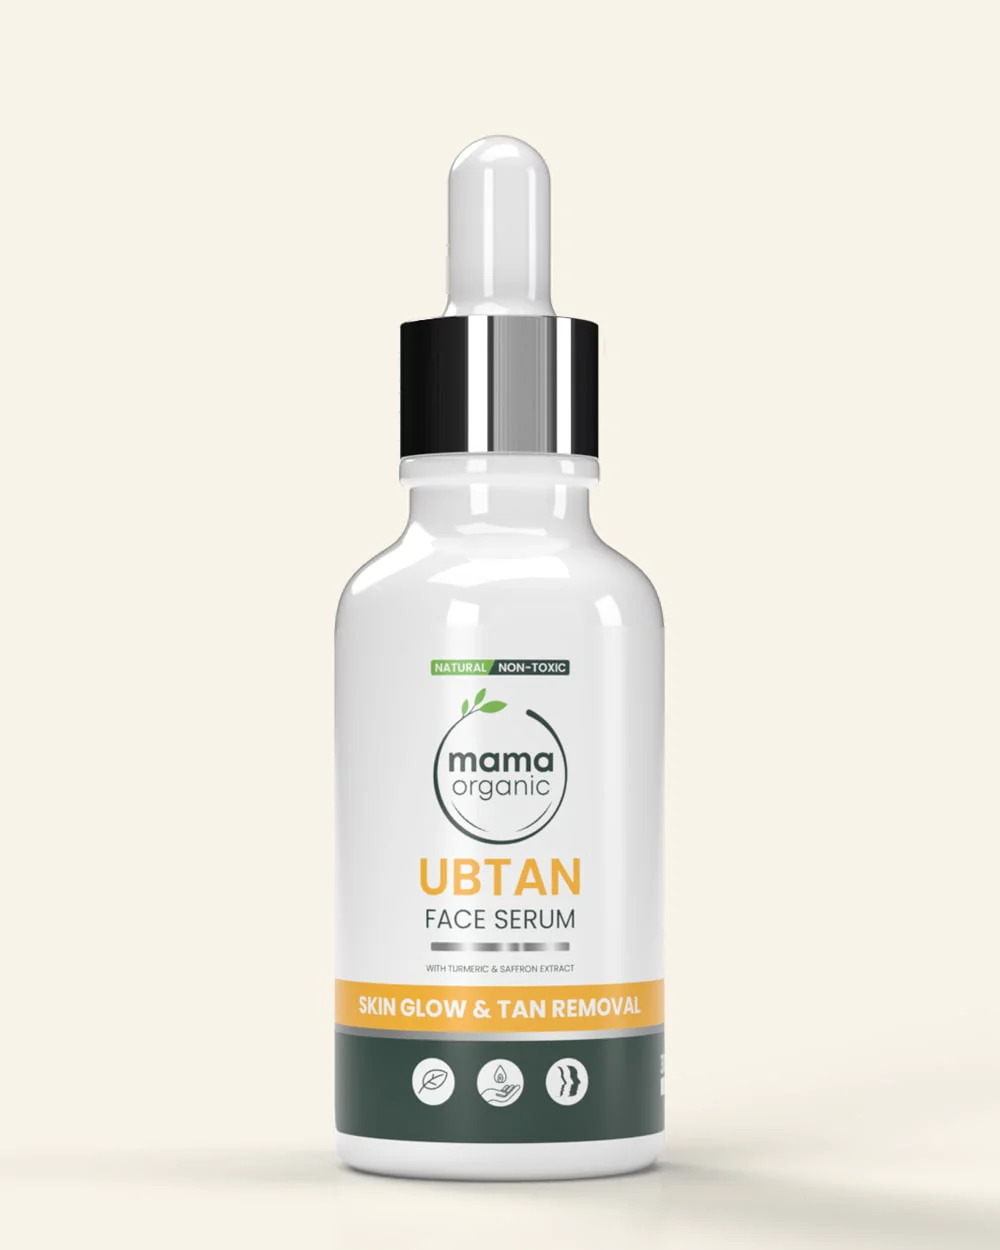 NATURAL NON-TOXIC
mama
organic
UBTAN
FACE SERUM
WITH TURMERIC & SAFFRON EXTRACT
SKIN GLOW & TAN REMOVAL